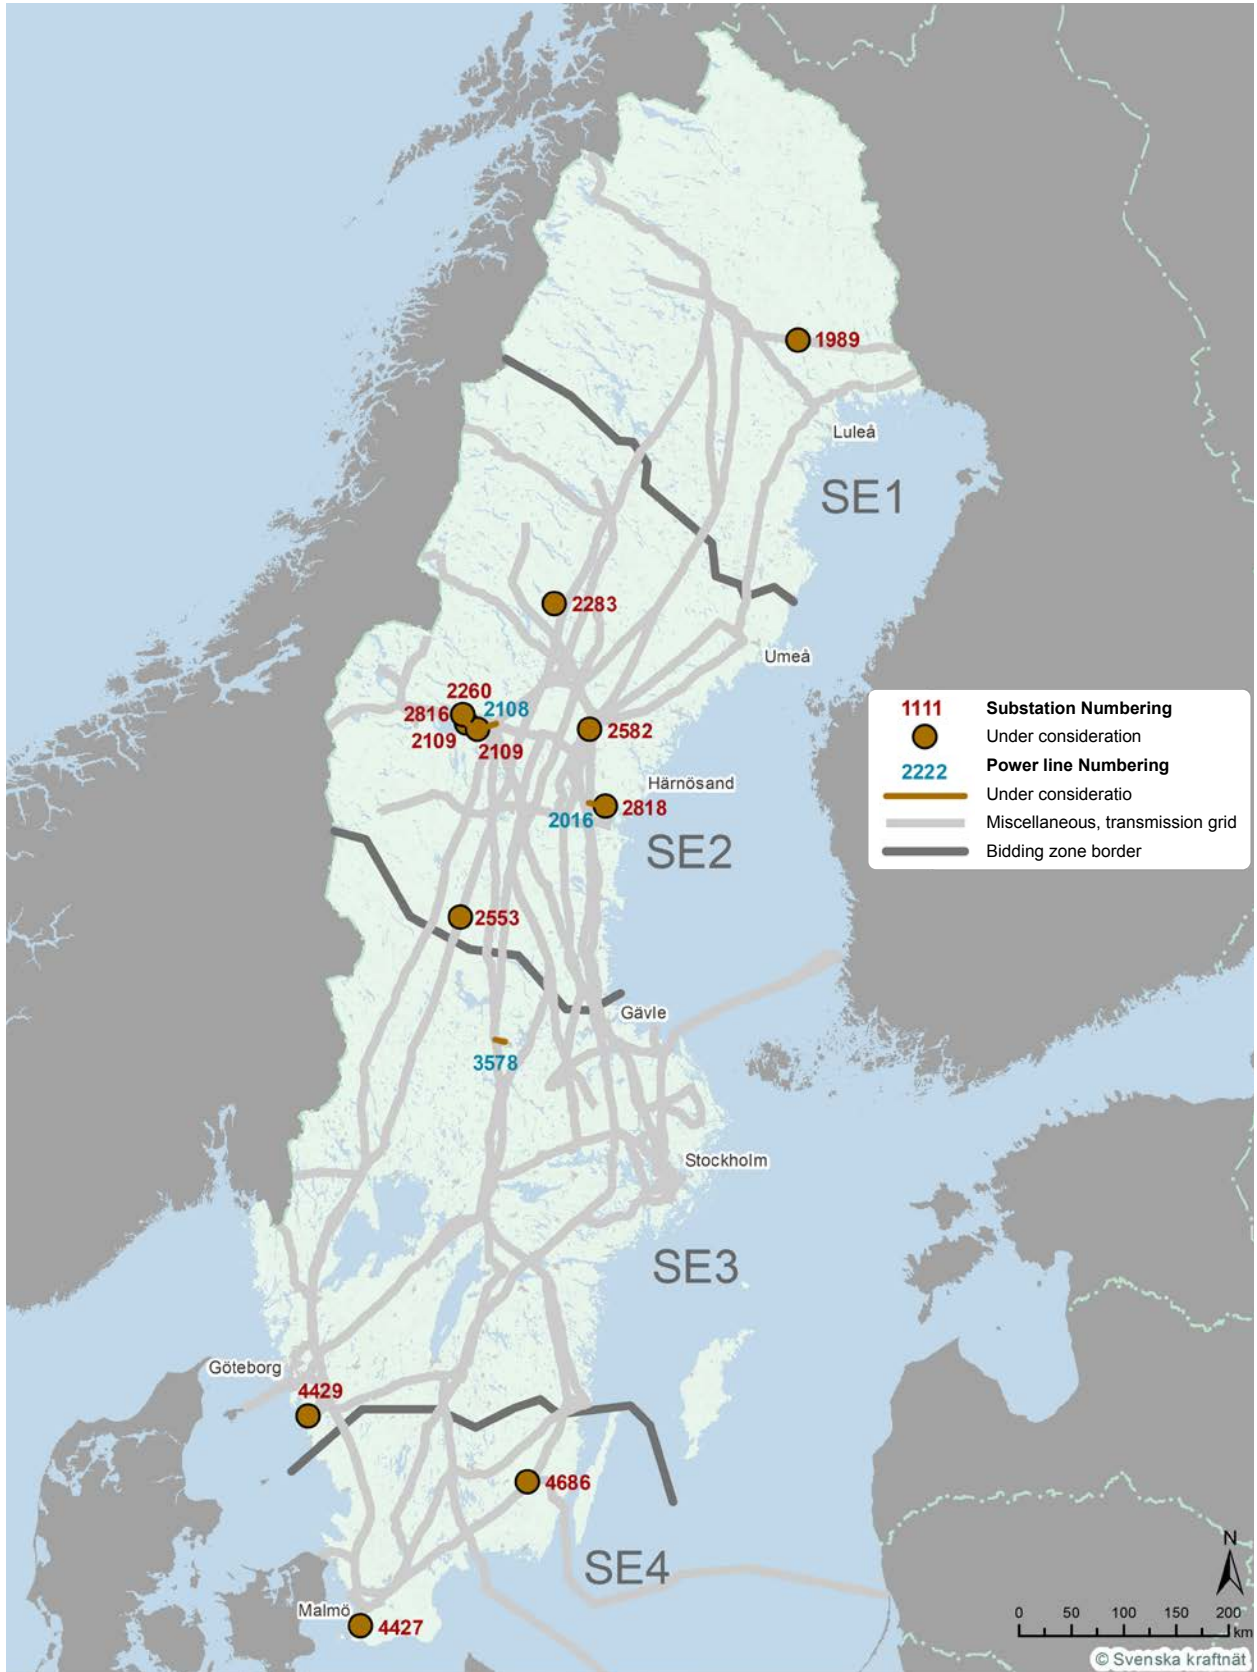 1989
Luleå
SE1
2283
Umeå
2260
2816
2108
2109
2109
2582
1111 Substation Numbering
Under consideration
2222 Power line Numbering
Under consideratio
Miscellaneous, transmission grid
Bidding zone border
Härnösand
2818
2016
SE2
2553
Gävle
3578
Stockholm
SE3
Göteborg
4429
4686
SE4
Malmö
4427
N
0 50 100 150 200
km
© Svenska kraftnät